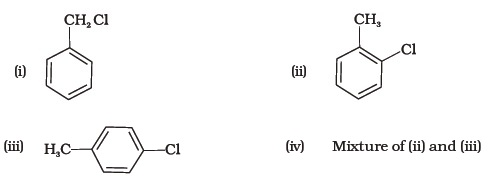 (i) CH₂Cl
(ii) CH₃ Cl
(iii) H₃C Cl
(iv) Mixture of (ii) and (iii)